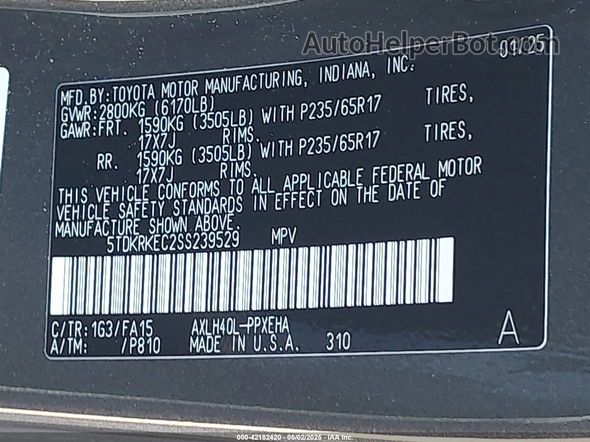 AutoHelperBot.com
01/25
MFD.BY:TOYOTA MOTOR MANUFACTURING, INDIANA, INC.
GVWR:2800KG (6170LB)
GAWR:FRT. 1590KG (3505LB) WITH P235/65R17 TIRES,
17X7J RIMS.
RR. 1590KG (3505LB) WITH P235/65R17 TIRES,
17X7J RIMS.
THIS VEHICLE CONFORMS TO ALL APPLICABLE FEDERAL MOTOR
VEHICLE SAFETY STANDARDS IN EFFECT ON THE DATE OF
MANUFACTURE SHOWN ABOVE.
5TDKRKEC2SS239529 MPV
C/TR:1G3/FA15 AXLH40L-PPXEHA
A/TM: /P810 MADE IN U.S.A. 310
A
© 000-42182420 - 05/02/2025 - IAA Inc.